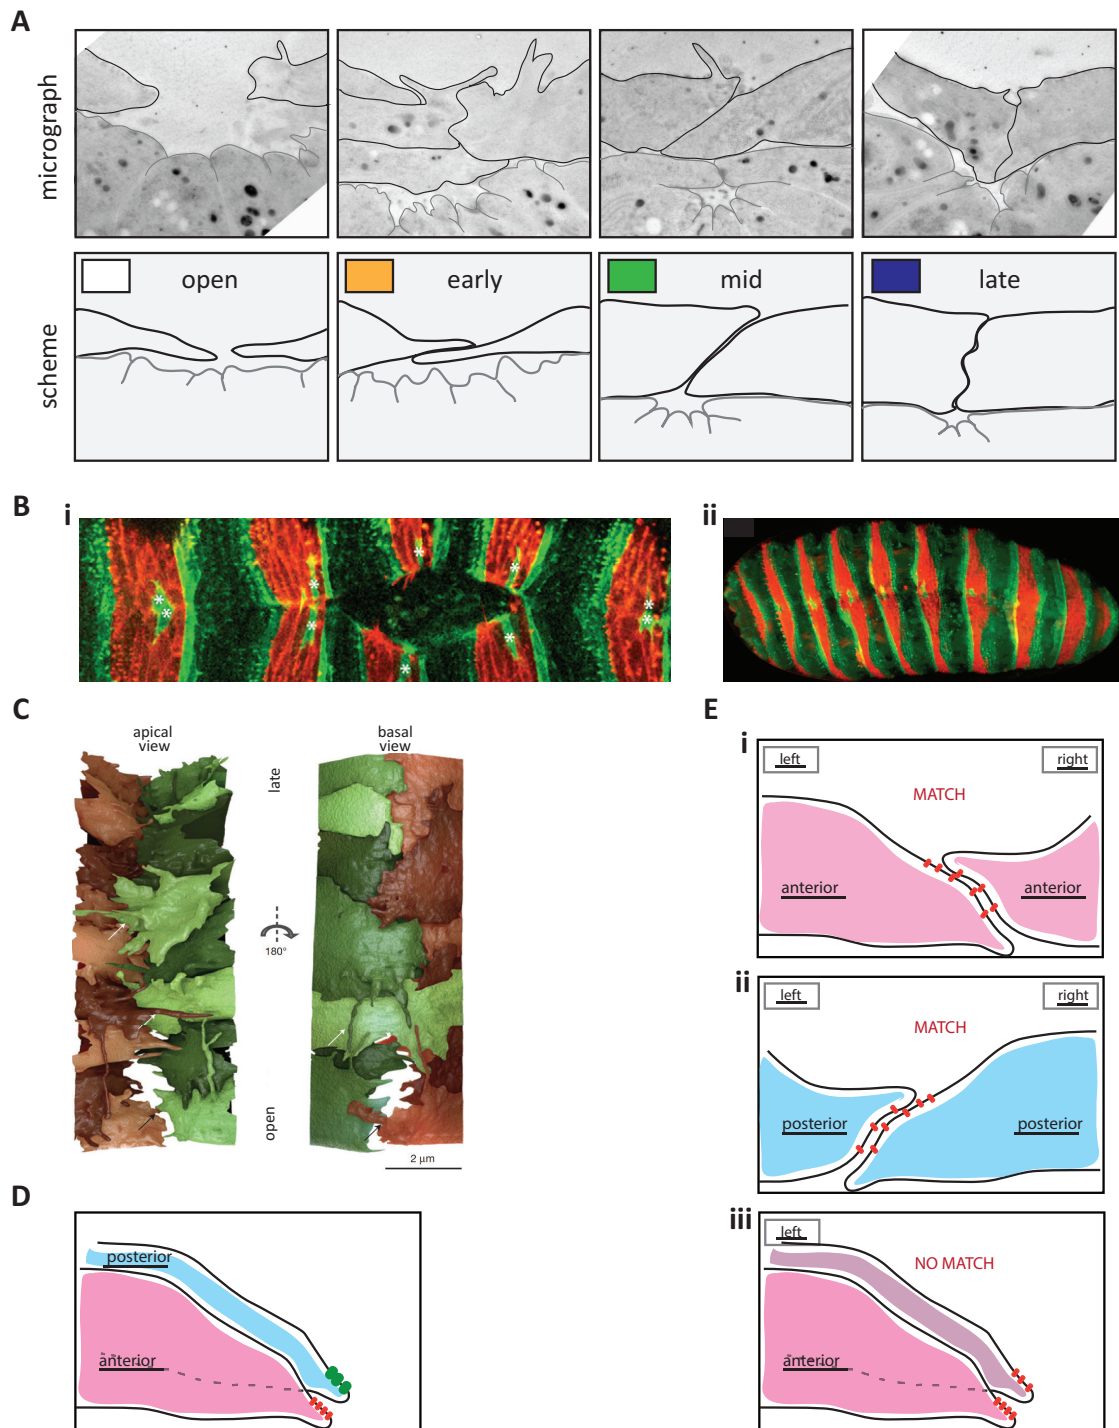 A
micrograph
scheme
open
early
mid
late
B
i
ii
C
apical
view
basal
view
late
180°
open
2 μm
D
posterior
anterior
E
i
left
right
MATCH
anterior
anterior
ii
left
right
MATCH
posterior
posterior
iii
left
NO MATCH
anterior